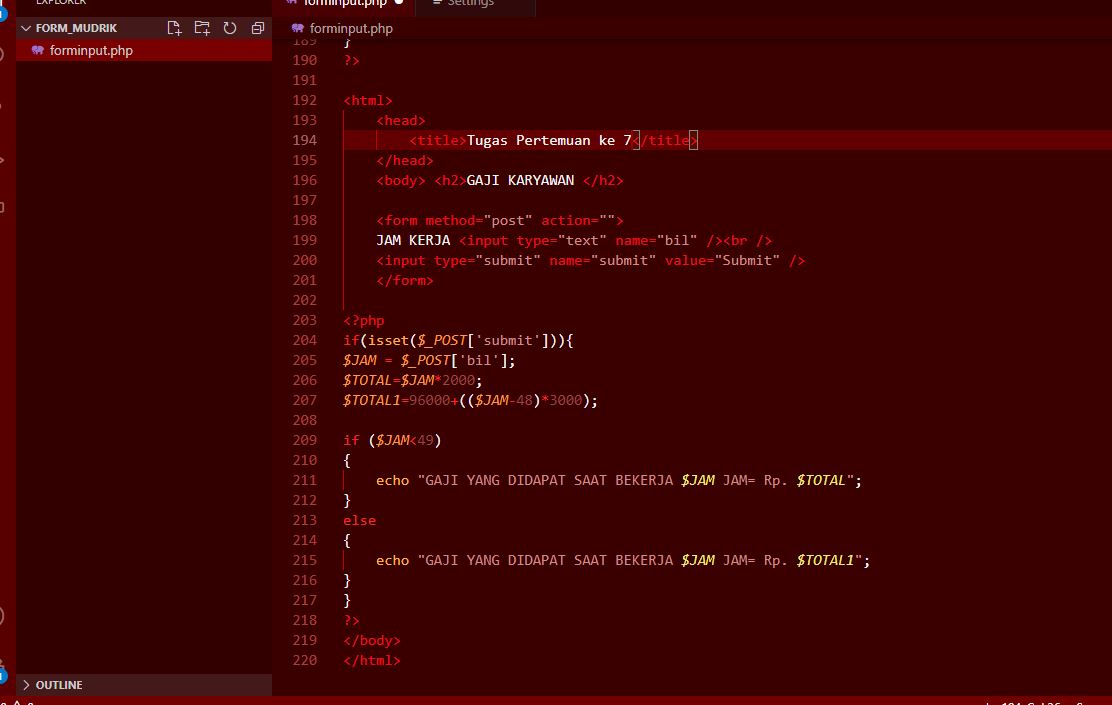 EXPLORER
forminput.php
Settings
FORM_MUDRIK
forminput.php
forminput.php
189 }
190 ?>
191
192 <html>
193 <head>
194 <title>Tugas Pertemuan ke 7</title>
195 </head>
196 <body> <h2>GAJI KARYAWAN </h2>
197
198 <form method="post" action="">
199 JAM KERJA <input type="text" name="bil" /><br />
200 <input type="submit" name="submit" value="Submit" />
201 </form>
202
203 <?php
204 if(isset($_POST['submit'])){
205 $JAM = $_POST['bil'];
206 $TOTAL=$JAM*2000;
207 $TOTAL1=96000+(($JAM-48)*3000);
208
209 if ($JAM<49)
210 {
211 echo "GAJI YANG DIDAPAT SAAT BEKERJA $JAM JAM= Rp. $TOTAL";
212 }
213 else
214 {
215 echo "GAJI YANG DIDAPAT SAAT BEKERJA $JAM JAM= Rp. $TOTAL1";
216 }
217 }
218 ?>
219 </body>
220 </html>
OUTLINE